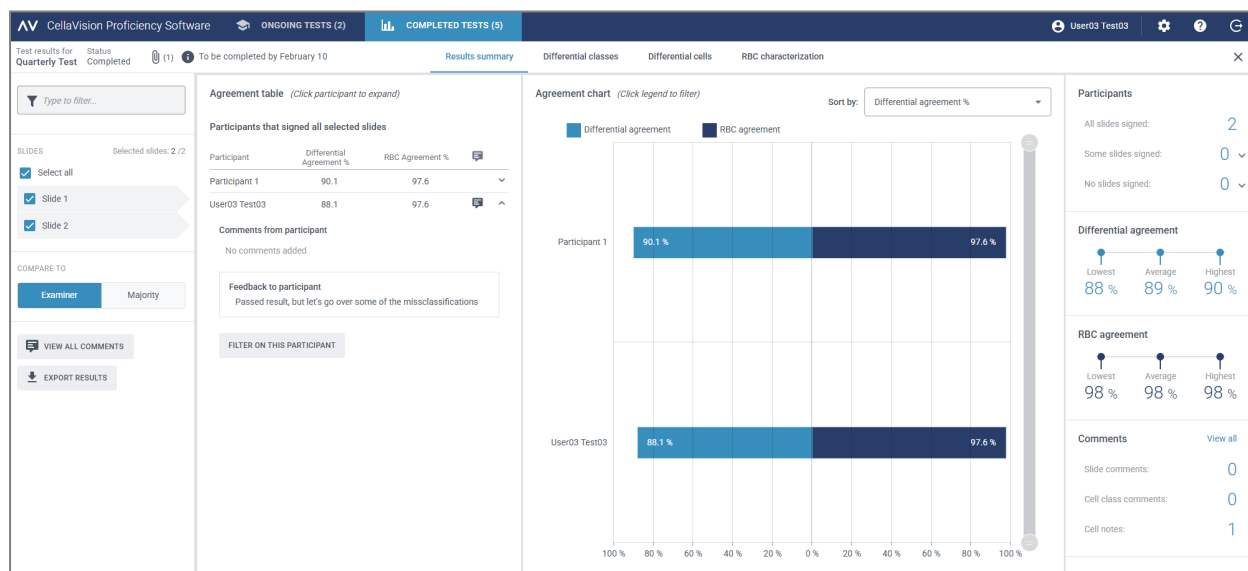 CellaVision Proficiency Software
ONGOING TESTS (2)
COMPLETED TESTS (5)
User03 Test03
Test results for
Quarterly Test
Status
Completed
(1)
To be completed by February 10
Results summary
Differential classes
Differential cells
RBC characterization
Type to filter...
SLIDES
Selected slides: 2 /2
Select all
Slide 1
Slide 2
COMPARE TO
Examiner
Majority
VIEW ALL COMMENTS
EXPORT RESULTS
Agreement table (Click participant to expand)
Participants that signed all selected slides
Participant
Differential
Agreement %
RBC Agreement %
Participant 1 90.1 97.6
User03 Test03 88.1 97.6
Comments from participant
No comments added
Feedback to participant
Passed result, but let's go over some of the missclassifications
FILTER ON THIS PARTICIPANT
Agreement chart (Click legend to filter)
Sort by:
Differential agreement %
Differential agreement
RBC agreement
Participant 1
90.1 %
97.6 %
User03 Test03
88.1 %
97.6 %
100 % 80 % 60 % 40 % 20 % 0 % 20 % 40 % 60 % 80 % 100 %
Participants
All slides signed: 2
Some slides signed: 0
No slides signed: 0
Differential agreement
Lowest Average Highest
88 % 89 % 90 %
RBC agreement
Lowest Average Highest
98 % 98 % 98 %
Comments
View all
Slide comments: 0
Cell class comments: 0
Cell notes: 1